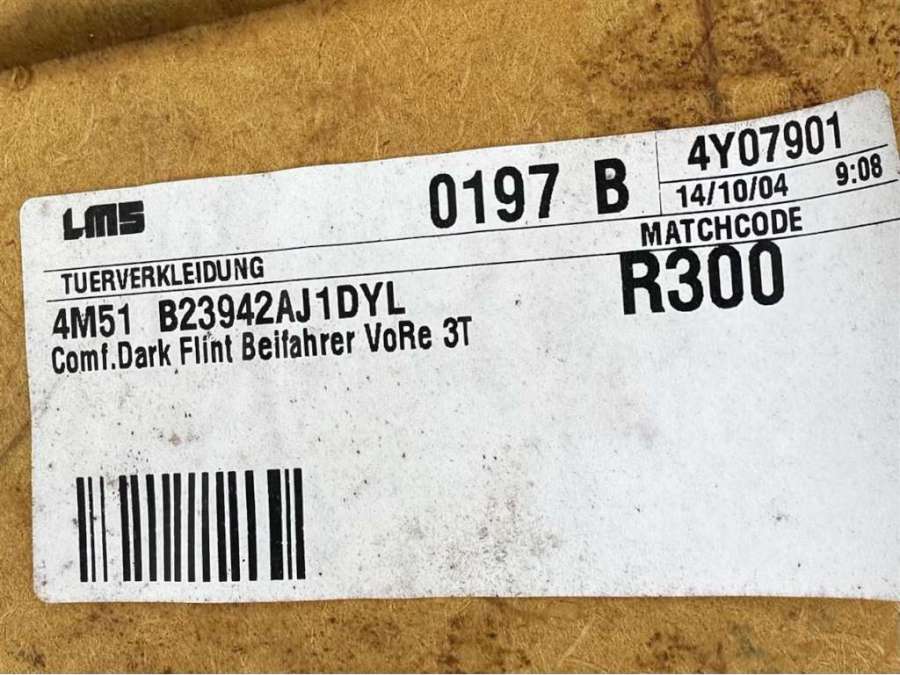 LMS
0197 B
4Y07901
14/10/04 9:08
TUERVERKLEIDUNG
MATCHCODE
4M51 B23942AJ1DYL
R300
Comf.Dark Flint Beifahrer VoRe 3T